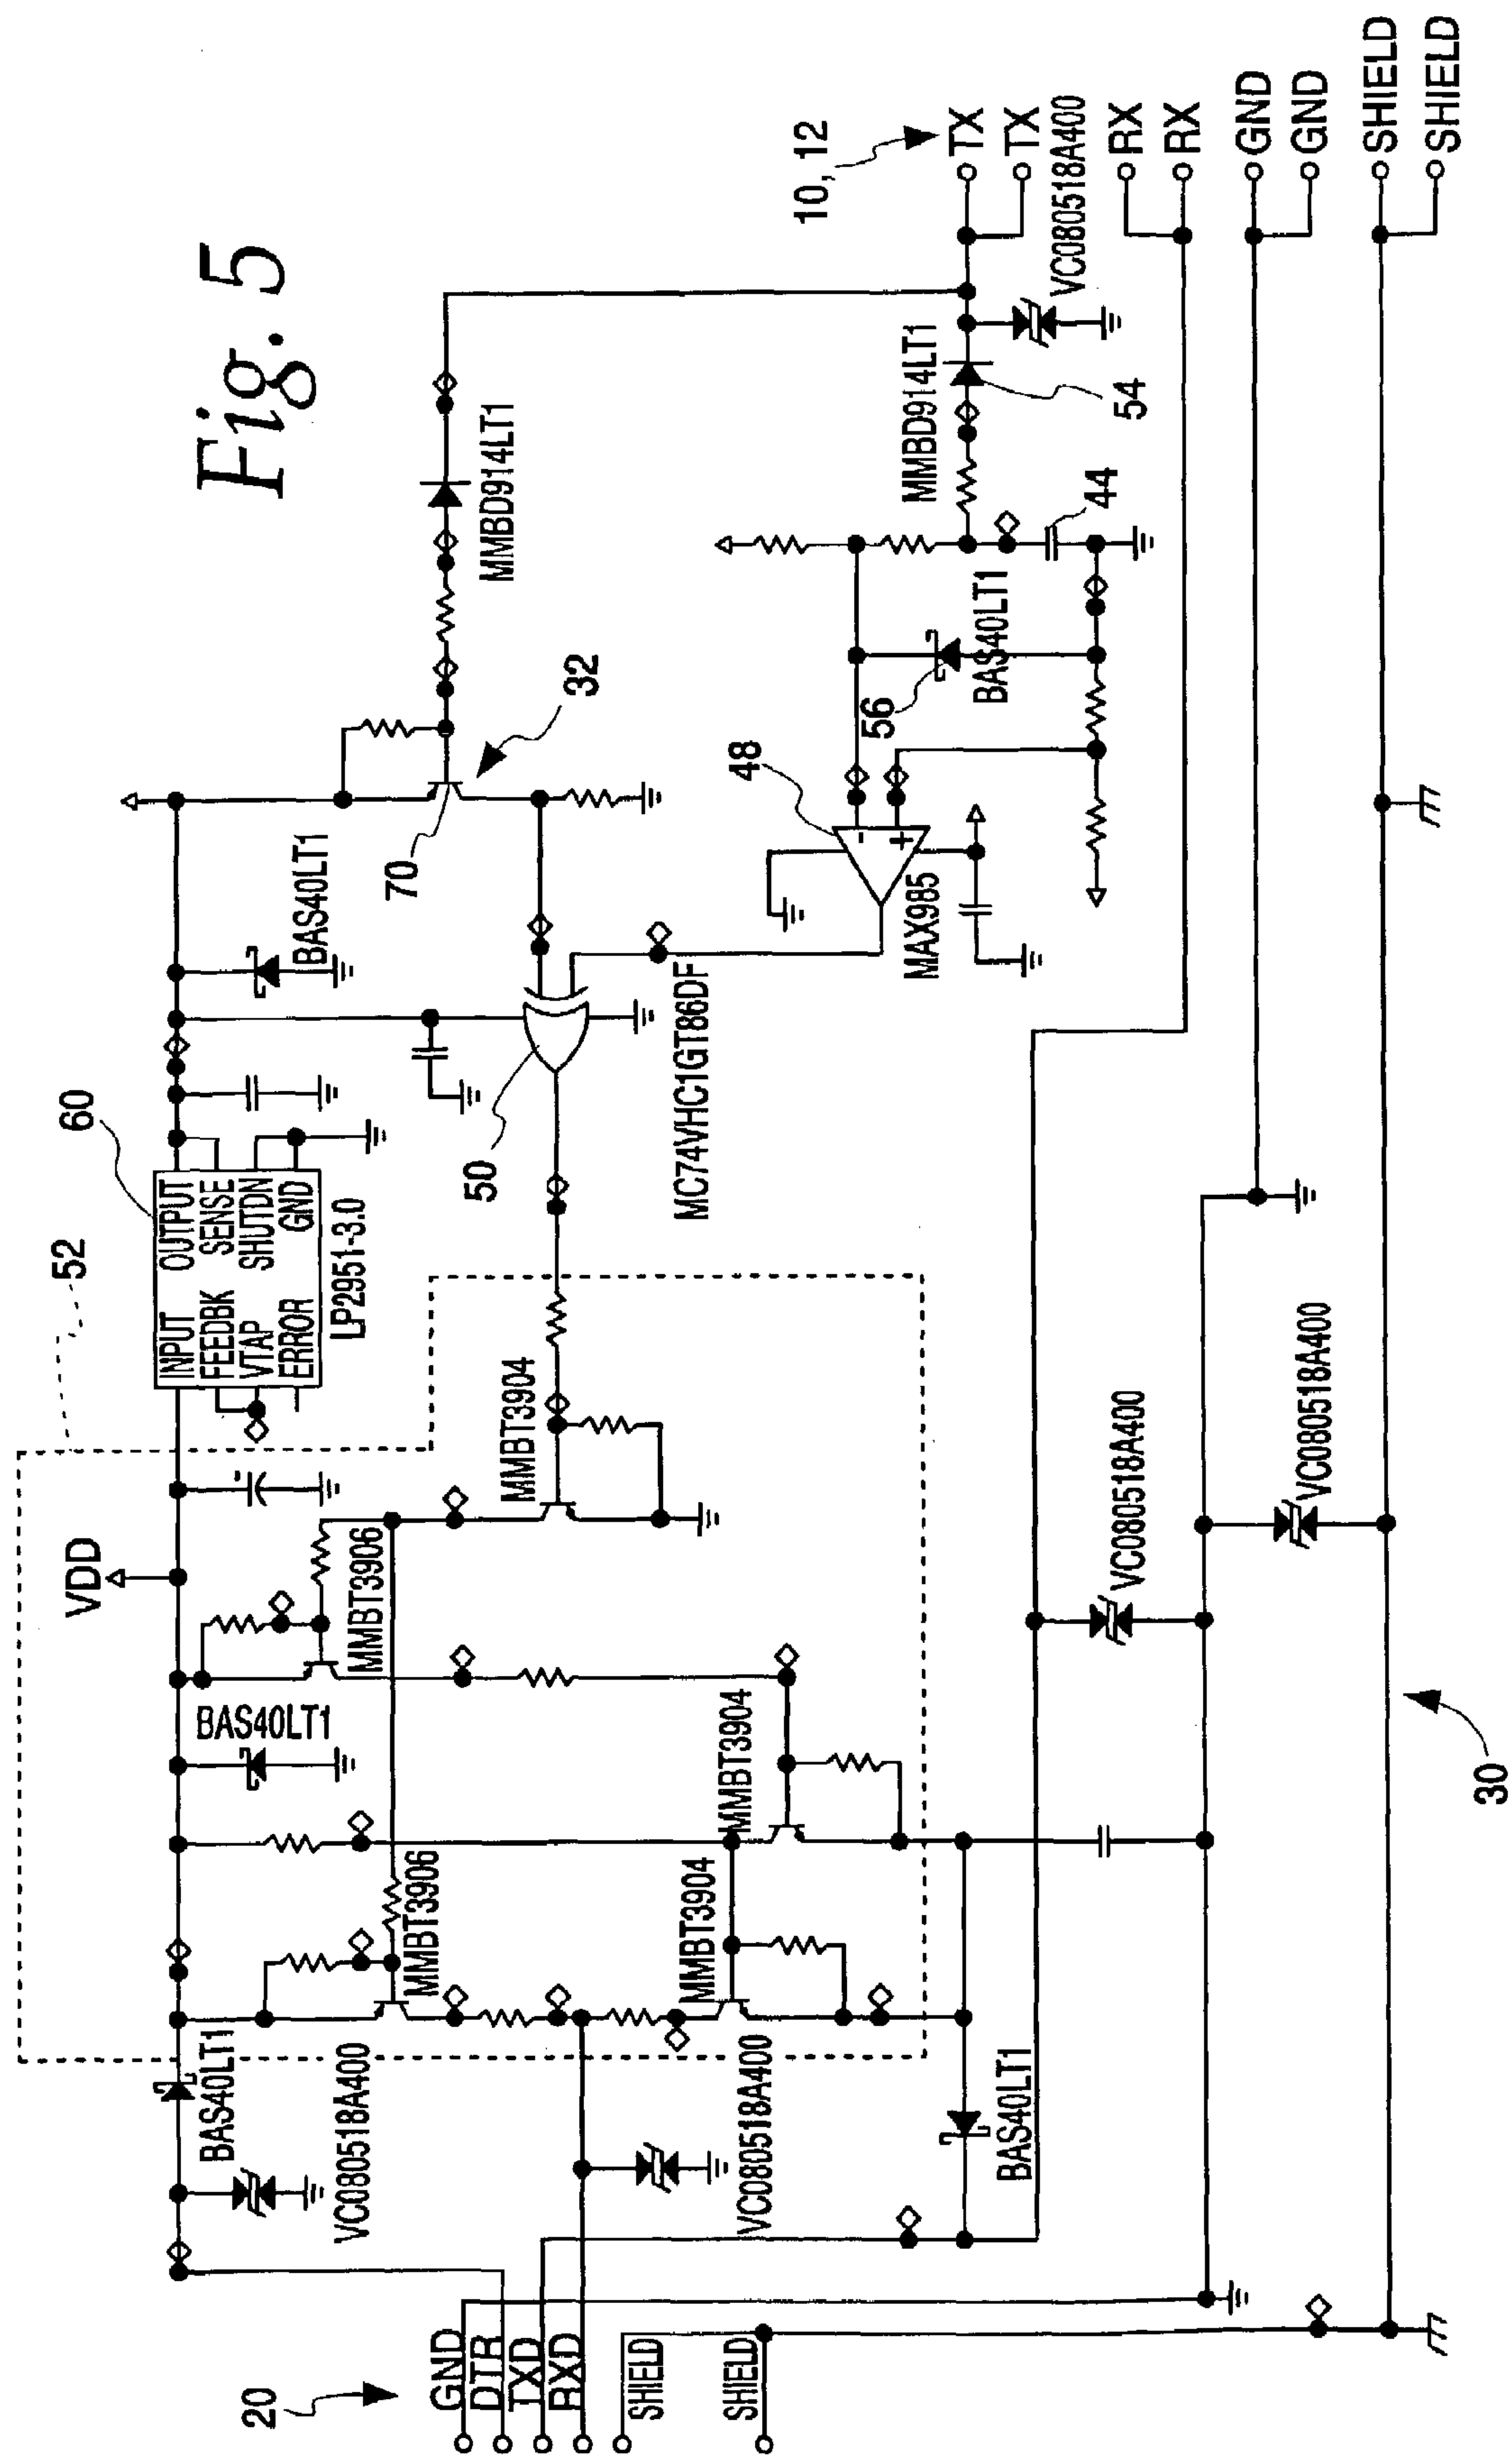 Fig. 5
52
60
VDD
INPUT
FEEDBK
VTAP
ERROR
OUTPUT
SENSE
SHUTDN
GND
LP2951-3.0
BAS40LT1
BAS40LT1
BAS40LT1
VC080518A400
MMBT3906
MMBT3906
MMBT3904
MMBT3904
MMBT3904
50
MC74VHC1GT86DF
70
32
MMBD914LT1
48
MAX985
56
BAS40LT1
44
MMBD914LT1
54
VC080518A400
10, 12
TX
TX
RX
RX
GND
GND
SHIELD
SHIELD
20
GND
DTR
TXD
RXD
SHIELD
SHIELD
VC080518A400
BAS40LT1
VC080518A400
VC080518A400
30